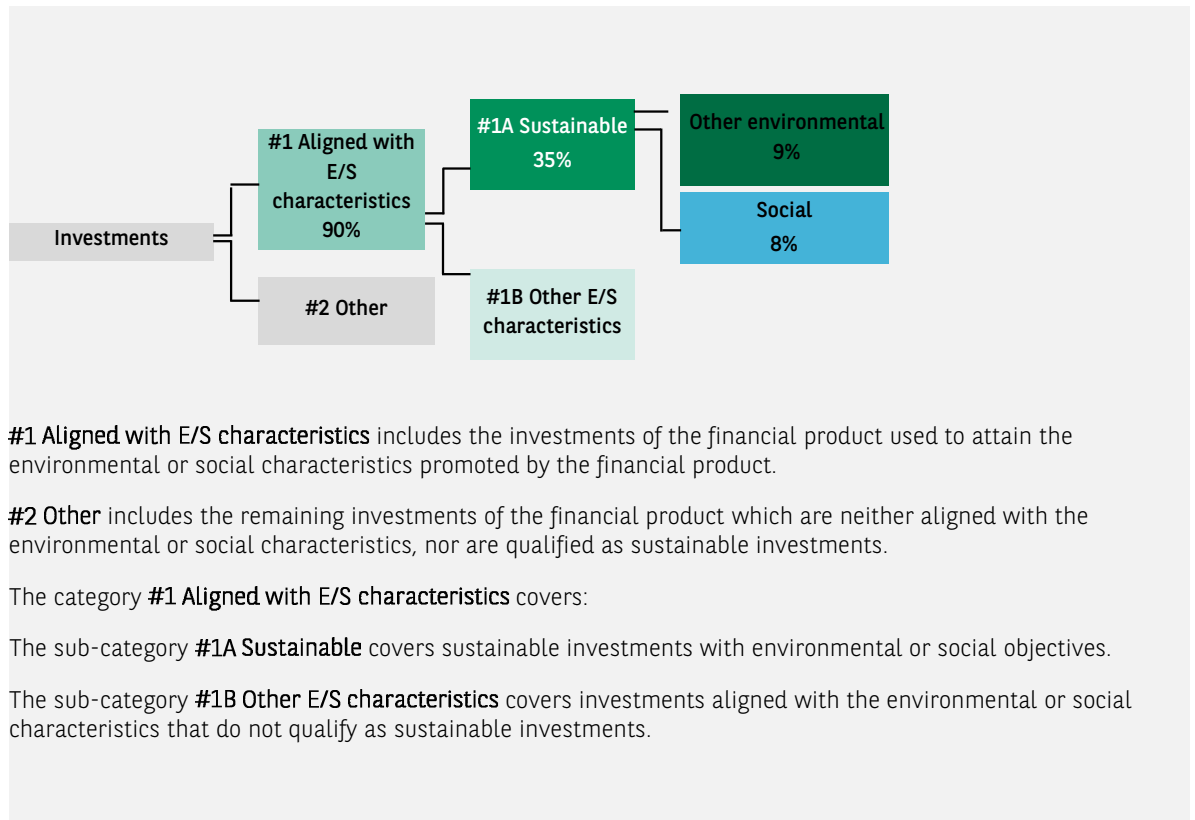 #1 Aligned with
E/S
characteristics
90%
#1A Sustainable
35%
Other environmental
9%
Social
8%
Investments
#2 Other
#1B Other E/S
characteristics
#1 Aligned with E/S characteristics includes the investments of the financial product used to attain the
environmental or social characteristics promoted by the financial product.
#2 Other includes the remaining investments of the financial product which are neither aligned with the
environmental or social characteristics, nor are qualified as sustainable investments.
The category #1 Aligned with E/S characteristics covers:
The sub-category #1A Sustainable covers sustainable investments with environmental or social objectives.
The sub-category #1B Other E/S characteristics covers investments aligned with the environmental or social
characteristics that do not qualify as sustainable investments.